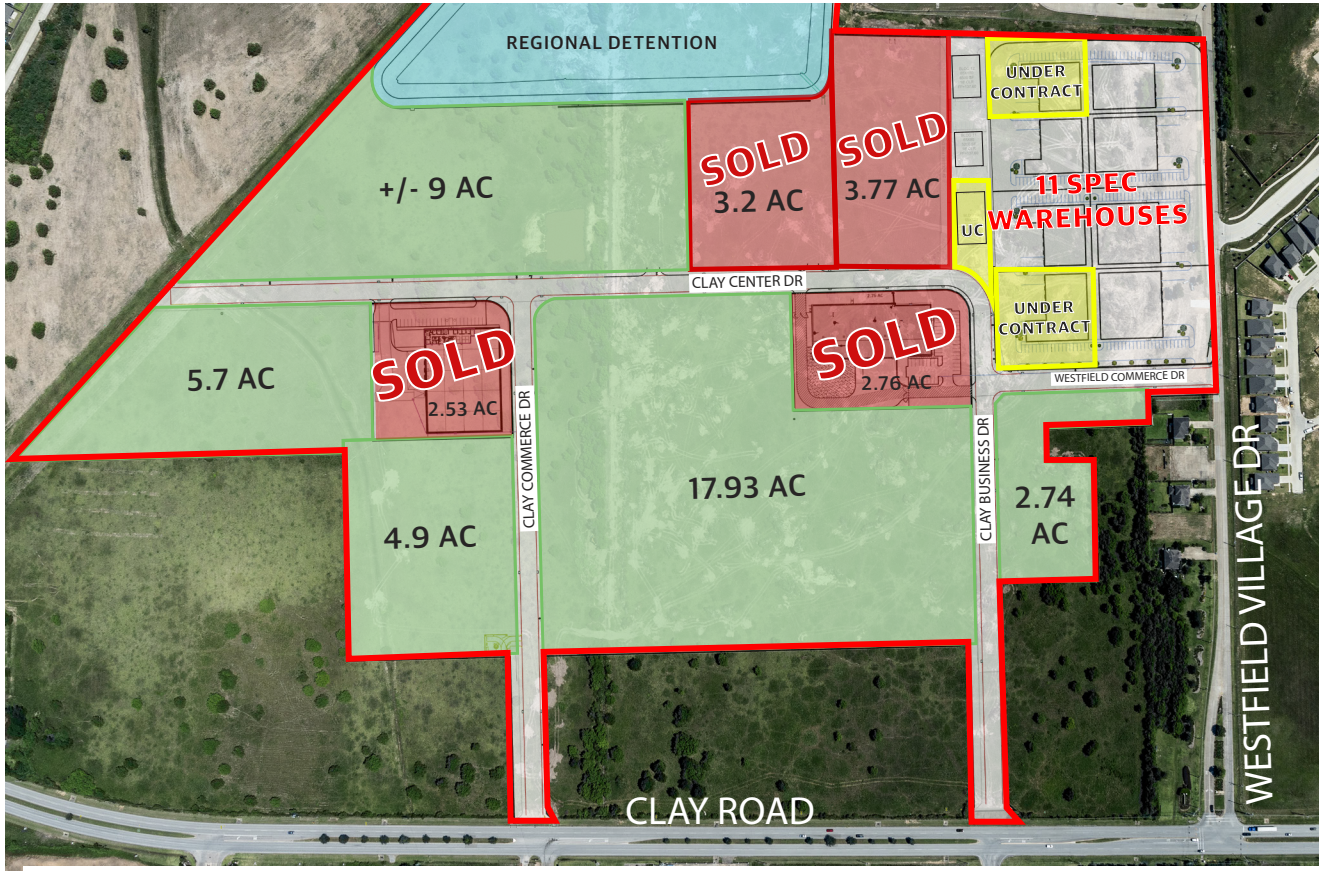 REGIONAL DETENTION
UNDER
CONTRACT
+/- 9 AC
SOLD
3.2 AC
SOLD
3.77 AC
11 SPEC
WAREHOUSES
UC
CLAY CENTER DR
UNDER
CONTRACT
5.7 AC
SOLD
2.53 AC
SOLD
2.76 AC
WESTFIELD COMMERCE DR
CLAY COMMERCE DR
CLAY BUSINESS DR
WESTFIELD VILLAGE DR
4.9 AC
17.93 AC
2.74
AC
CLAY ROAD